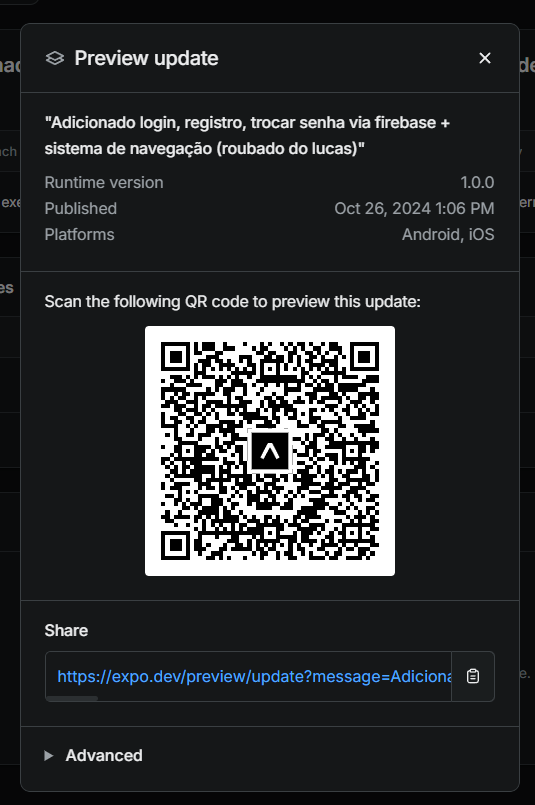 Preview update
"Adicionado login, registro, trocar senha via firebase +
sistema de navegação (roubado do lucas)"
Runtime version 1.0.0
Published Oct 26, 2024 1:06 PM
Platforms Android, iOS
Scan the following QR code to preview this update:
Share
https://expo.dev/preview/update?message=Adiciona
Advanced